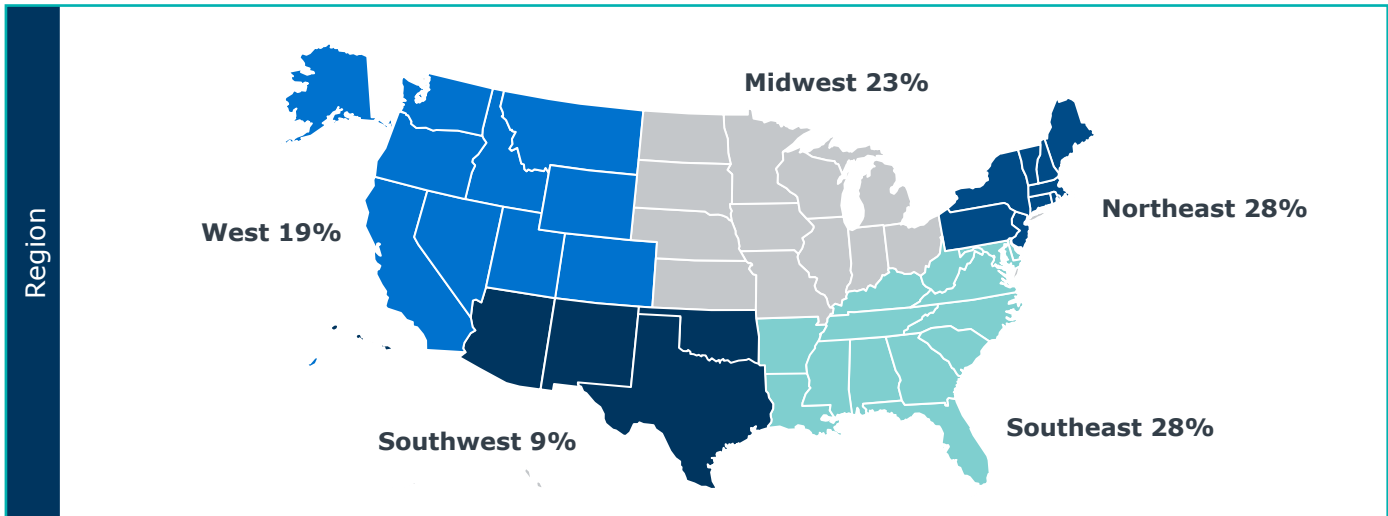 Region
Midwest 23%
Northeast 28%
West 19%
Southeast 28%
Southwest 9%